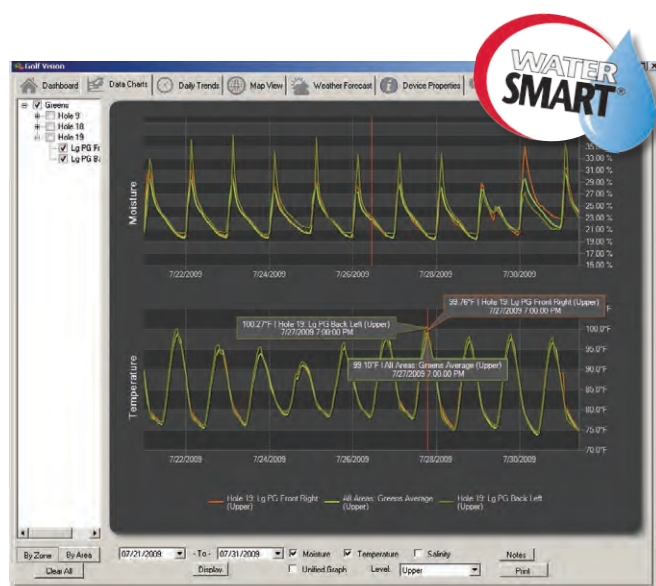 WATER
SMART®
Golf Vision
Dashboard Data Charts Daily Trends Map View Weather Forecast Device Properties
Greens
Hole 9
Hole 18
Hole 19
Lg PG Fr
Lg PG Ba
Moisture
35.00 %
33.00 %
31.00 %
29.00 %
27.00 %
25.00 %
23.00 %
21.00 %
19.00 %
17.00 %
15.00 %
7/22/2009 7/24/2009 7/26/2009 7/28/2009 7/30/2009
99.76°F | Hole 19: Lg PG Front Right (Upper)
7/27/2009 7:00:00 PM
100.27°F | Hole 19: Lg PG Back Left (Upper)
7/27/2009 7:00:00 PM
99.10°F | All Areas: Greens Average (Upper)
7/27/2009 7:00:00 PM
Temperature
100.0°F
95.0°F
90.0°F
85.0°F
80.0°F
75.0°F
70.0°F
7/22/2009 7/24/2009 7/26/2009 7/28/2009 7/30/2009
Hole 19: Lg PG Front Right (Upper) All Areas: Greens Average (Upper) Hole 19: Lg PG Back Left (Upper)
By Zone By Area 07/21/2009 - To - 07/31/2009 Moisture Temperature Salinity Notes
Clear All Display Unified Graph Level: Upper Print